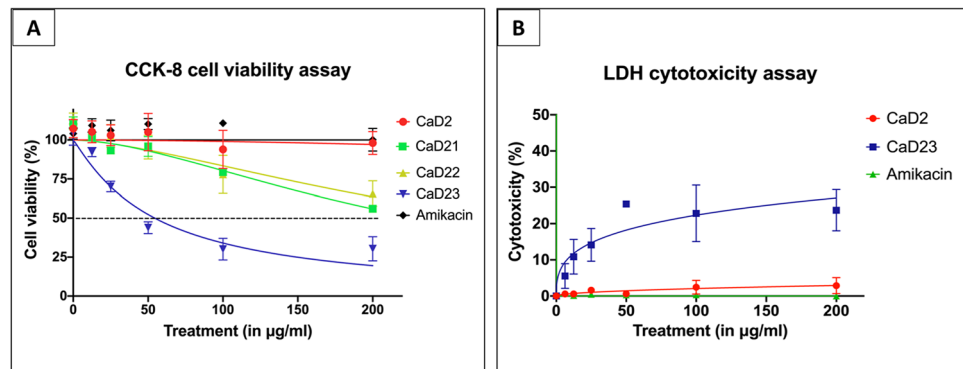 A
CCK-8 cell viability assay
Cell viability (%)
100
75
50
25
0
0
50
100
150
200
Treatment (in µg/ml)
CaD2
CaD21
CaD22
CaD23
Amikacin
B
LDH cytotoxicity assay
Cytotoxicity (%)
50
40
30
20
10
0
0
50
100
150
200
Treatment (in µg/ml)
CaD2
CaD23
Amikacin